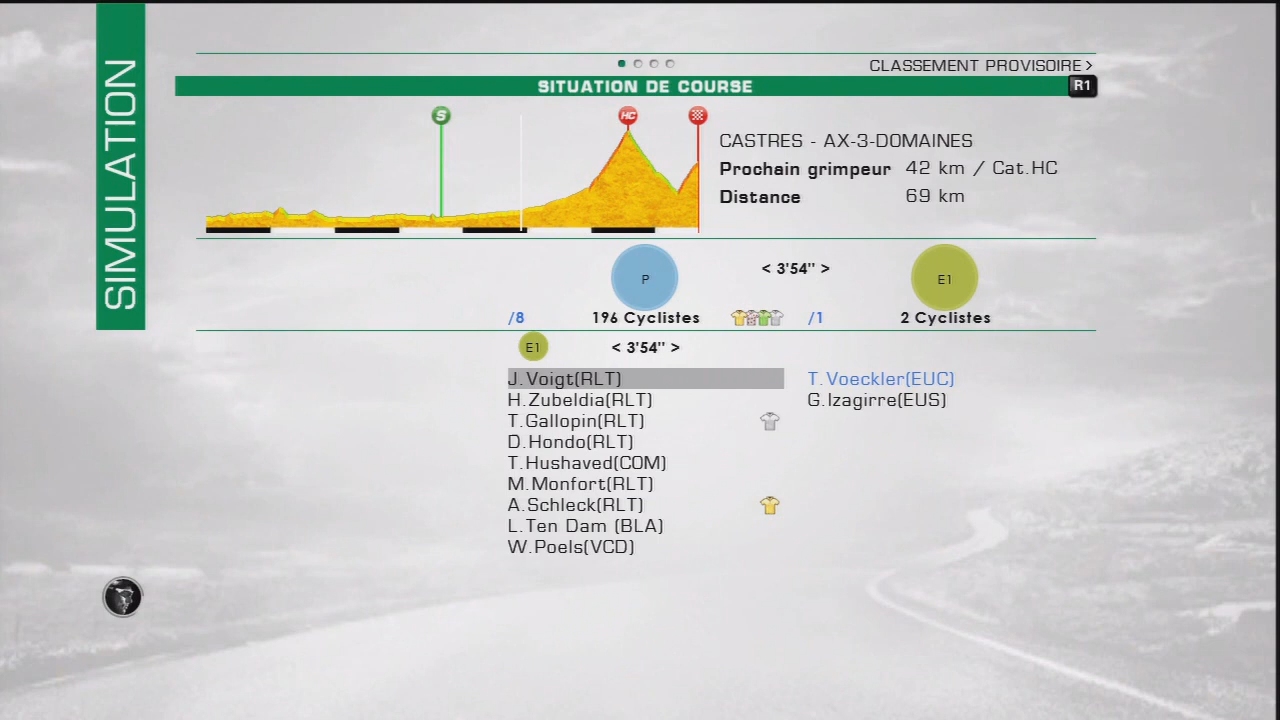 SIMULATION
CLASSEMENT PROVISOIRE >
SITUATION DE COURSE
R1
S
HC
CASTRES - AX-3-DOMAINES
Prochain grimpeur 42 km / Cat.HC
Distance 69 km
P
< 3'54" >
E1
/8
196 Cyclistes
/1
2 Cyclistes
E1
< 3'54" >
J.Voigt(RLT)
H.Zubeldia(RLT)
T.Gallopin(RLT)
D.Hondo(RLT)
T.Hushaved(COM)
M.Monfort(RLT)
A.Schleck(RLT)
L.Ten Dam (BLA)
W.Poels(VCD)
T.Voeckler(EUC)
G.Izagirre(EUS)